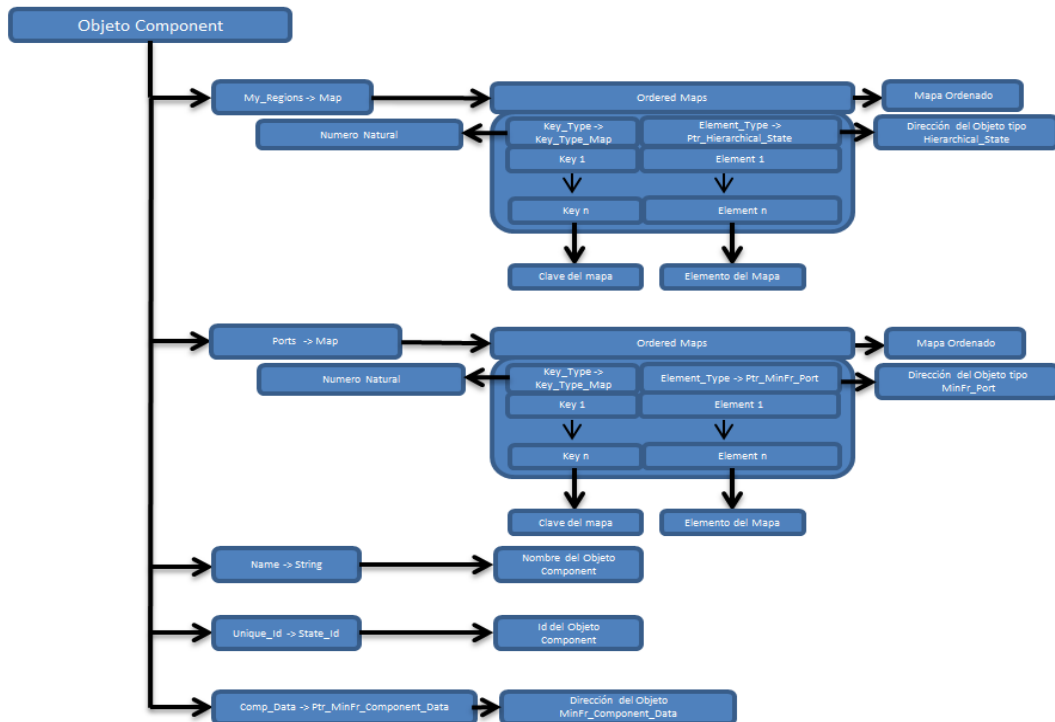 Objeto Component
My_Regions -> Map
Ordered Maps
Mapa Ordenado
Numero Natural
Key_Type ->
Key_Type_Map
Element_Type ->
Ptr_Hierarchical_State
Dirección del Objeto tipo
Hierarchical_State
Key 1
Element 1
Key n
Element n
Clave del mapa
Elemento del Mapa
Ports -> Map
Ordered Maps
Mapa Ordenado
Numero Natural
Key_Type ->
Key_Type_Map
Element_Type -> Ptr_MinFr_Port
Dirección del Objeto tipo
MinFr_Port
Key 1
Element 1
Key n
Element n
Clave del mapa
Elemento del Mapa
Name -> String
Nombre del Objeto
Component
Unique_Id -> State_Id
Id del Objeto
Component
Comp_Data -> Ptr_MinFr_Component_Data
Dirección del Objeto
MinFr_Component_Data